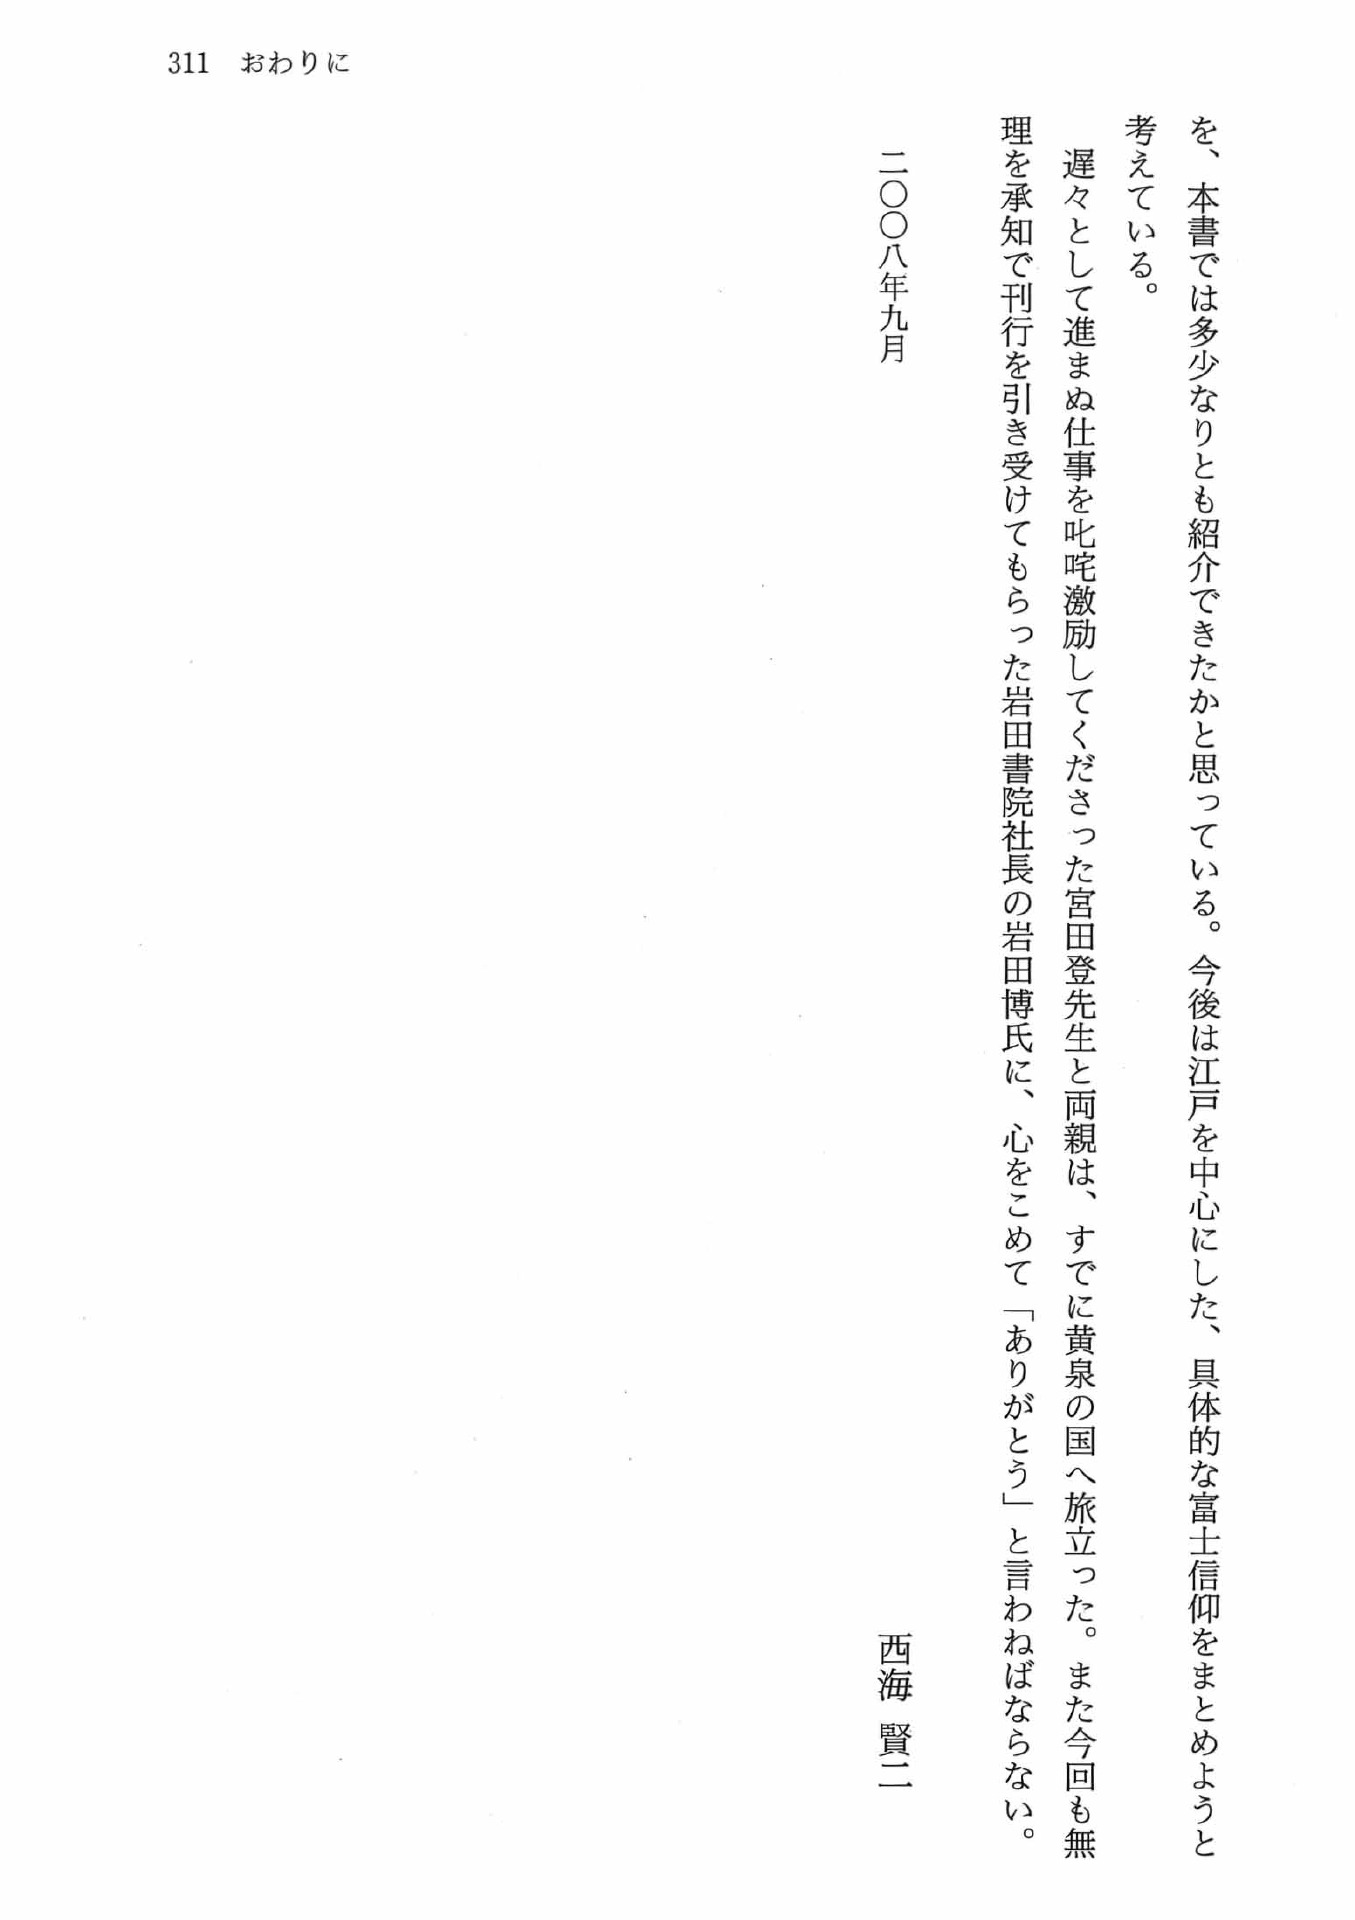 311　おわりに
を、本書では多少なりとも紹介できたかと思っている。今後は江戸を中心にした、具体的な富士信仰をまとめようと
考えている。
　遅々として進まぬ仕事を叱咤激励してくださった宮田登先生と両親は、すでに黄泉の国へ旅立った。また今回も無
理を承知で刊行を引き受けてもらった岩田書院社長の岩田博氏に、心をこめて「ありがとう」と言わねばならない。
二〇〇八年九月
西海　賢二